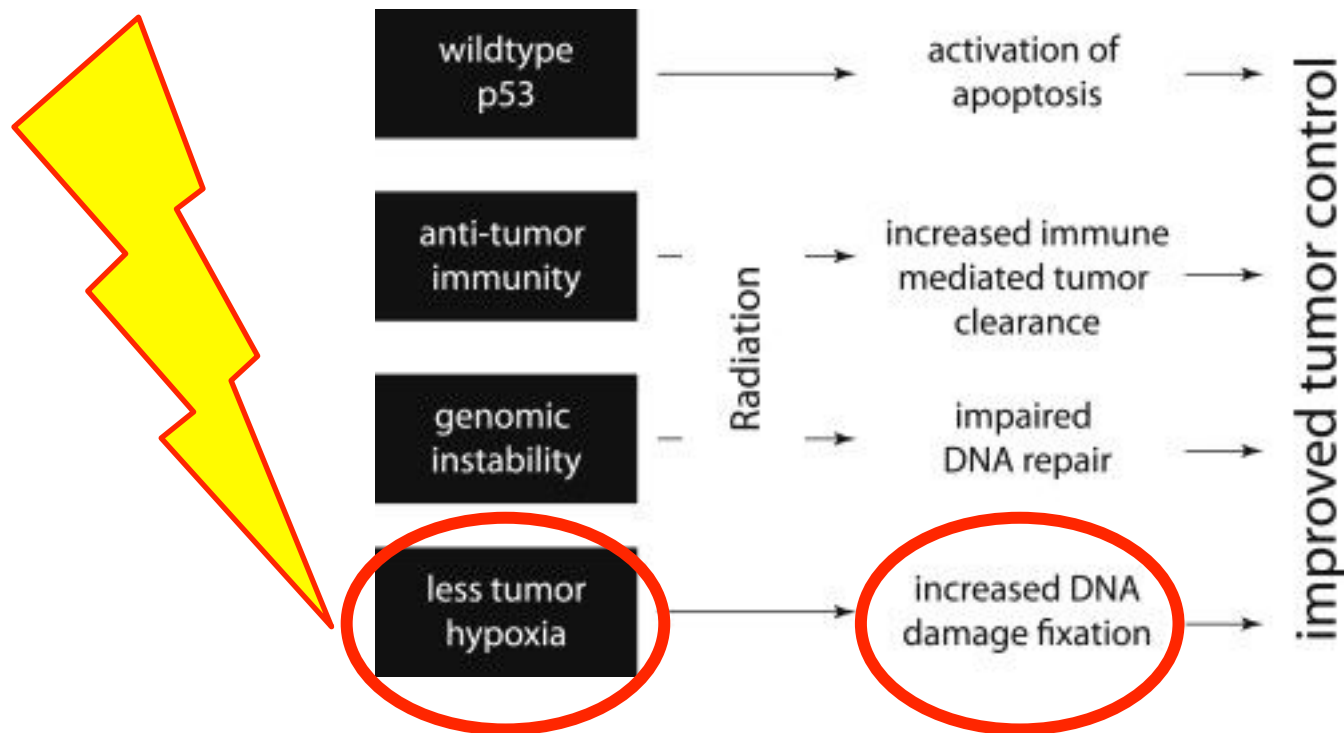 wildtype
p53
activation of
apoptosis
anti-tumor
immunity
increased immune
mediated tumor
clearance
Radiation
genomic
instability
impaired
DNA repair
less tumor
hypoxia
increased DNA
damage fixation
improved tumor control